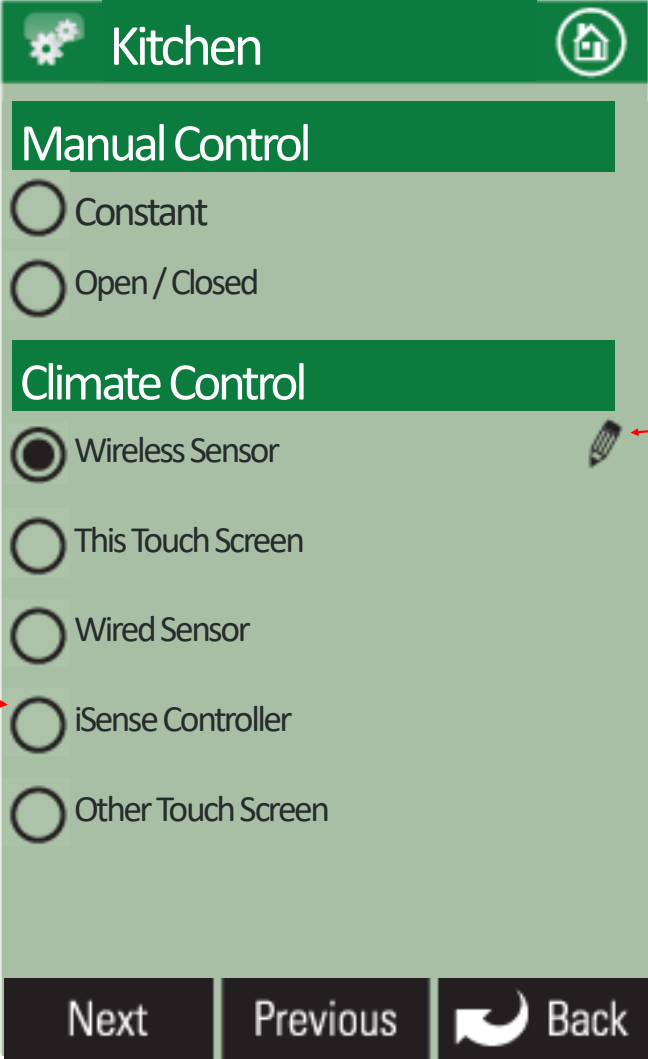 Kitchen
Manual Control
Constant
Open / Closed
Climate Control
Wireless Sensor
This Touch Screen
Wired Sensor
iSense Controller
Other Touch Screen
Next Previous Back